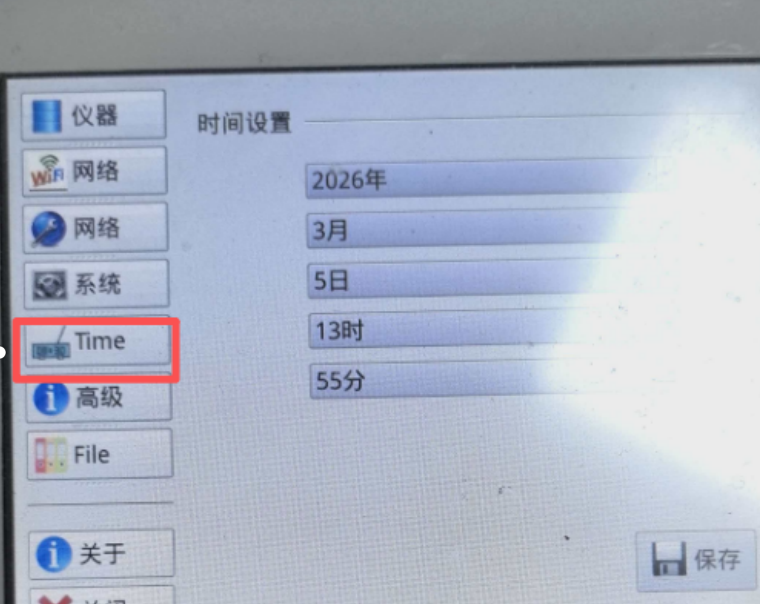 仪器
时间设置
WiFi 网络
2026年
网络
3月
系统
5日
Time
13时
高级
55分
File
关于
保存